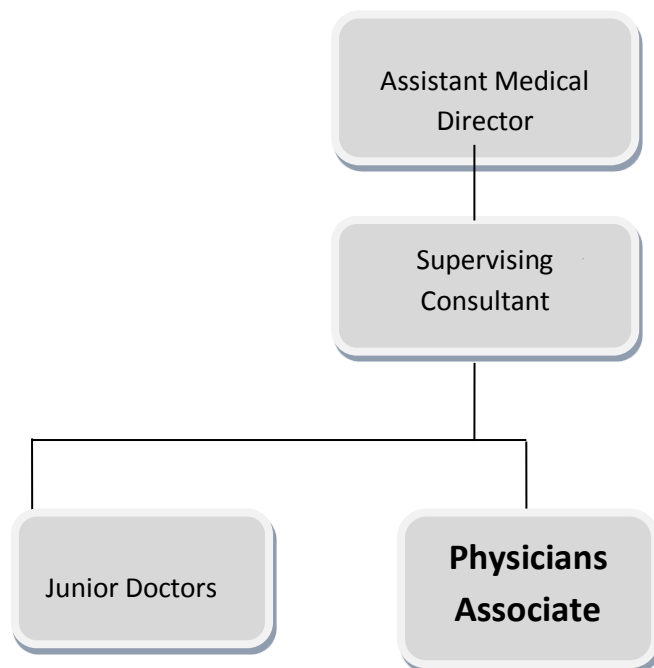 Assistant Medical
Director
Supervising
Consultant
Junior Doctors
Physicians
Associate